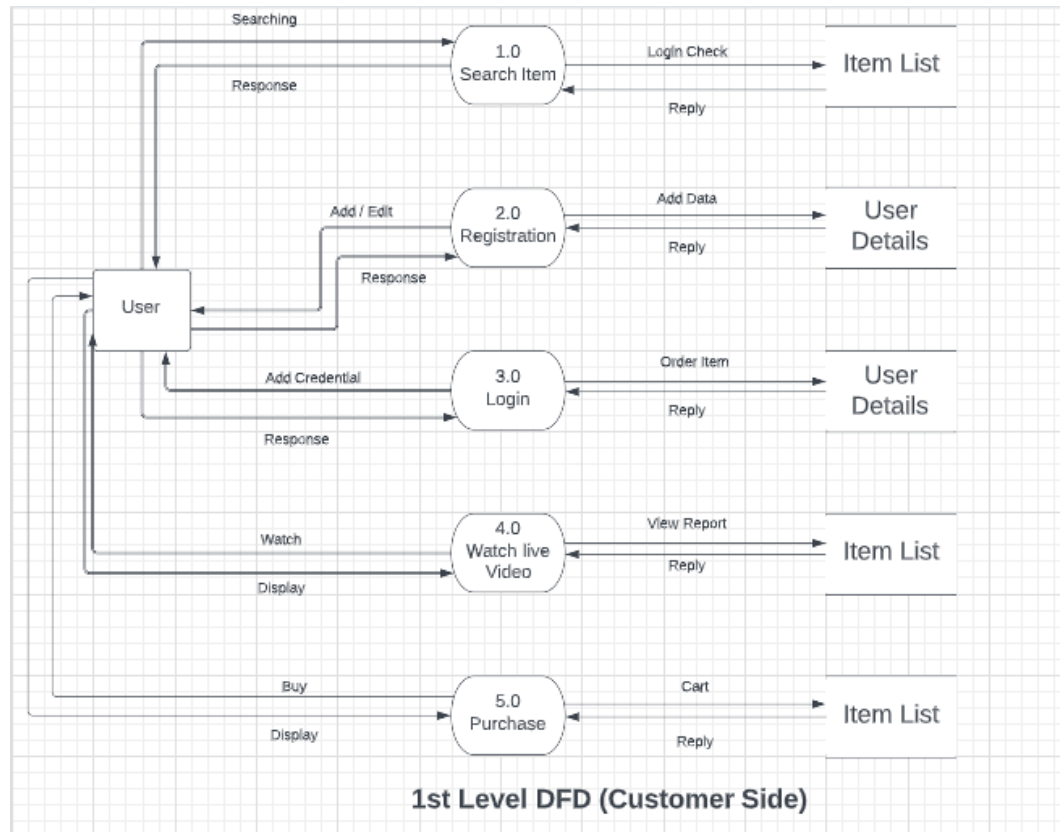 Searching
1.0
Search Item
Login Check
Item List
Response
Reply
Add / Edit
2.0
Registration
Add Data
User
Details
Response
Reply
User
Add Credential
3.0
Login
Order Item
User
Details
Response
Reply
Watch
4.0
Watch live
Video
View Report
Item List
Display
Reply
Buy
5.0
Purchase
Cart
Item List
Display
Reply
1st Level DFD (Customer Side)